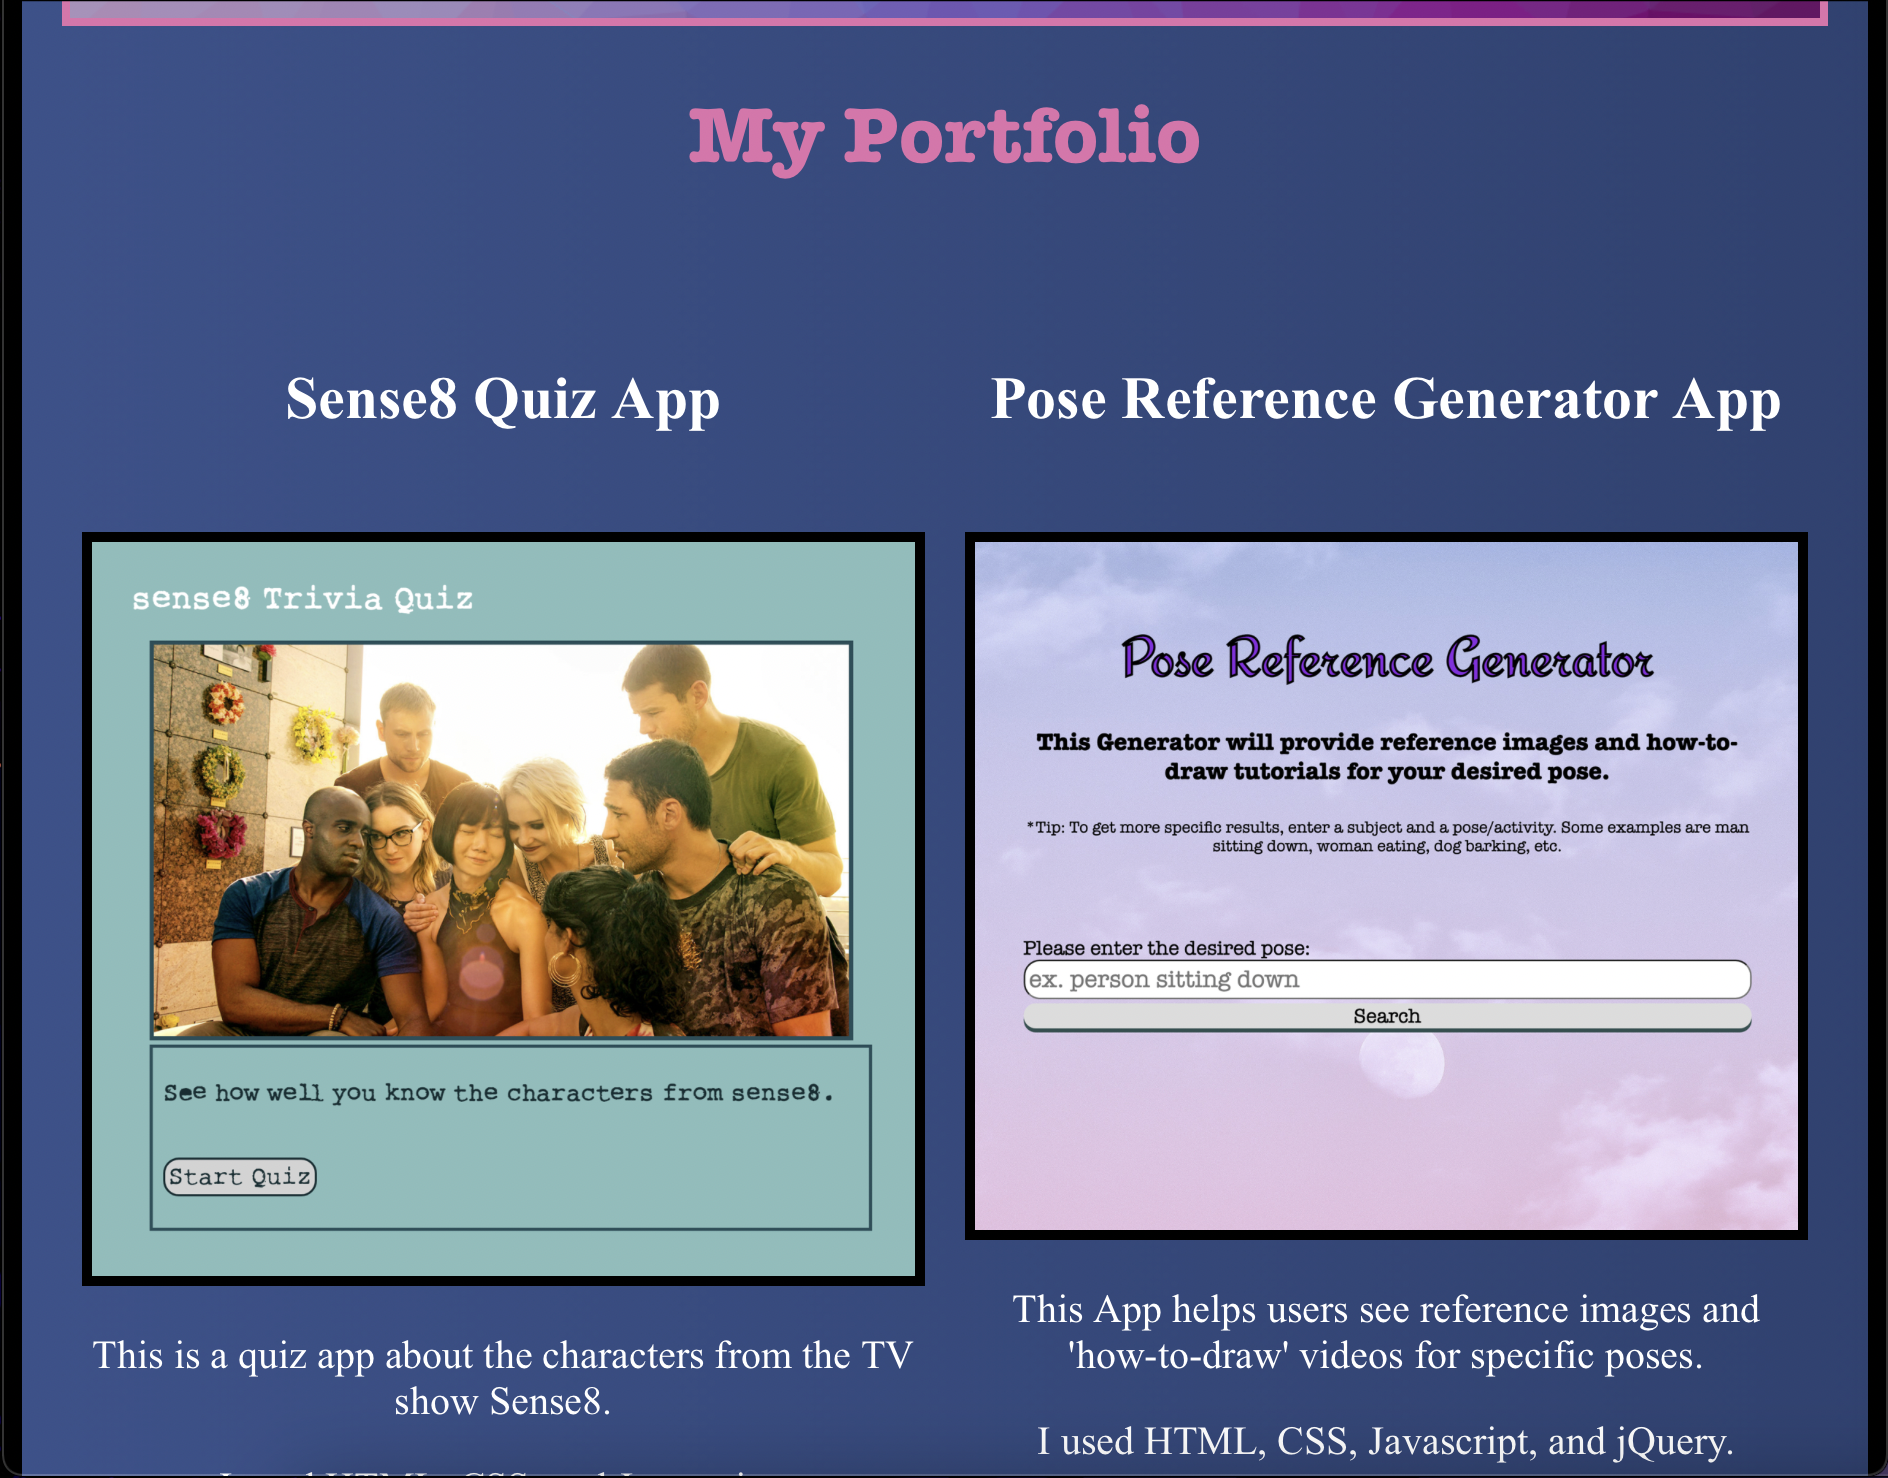 My Portfolio
Sense8 Quiz App
sense8 Trivia Quiz
See how well you know the characters from sense8.
Start Quiz
This is a quiz app about the characters from the TV
show Sense8.
Pose Reference Generator App
Pose Reference Generator
This Generator will provide reference images and how-to-
draw tutorials for your desired pose.
*Tip: To get more specific results, enter a subject and a pose/activity. Some examples are man
sitting down, woman eating, dog barking, etc.
Please enter the desired pose:
ex. person sitting down
Search
This App helps users see reference images and
'how-to-draw' videos for specific poses.
I used HTML, CSS, Javascript, and jQuery.